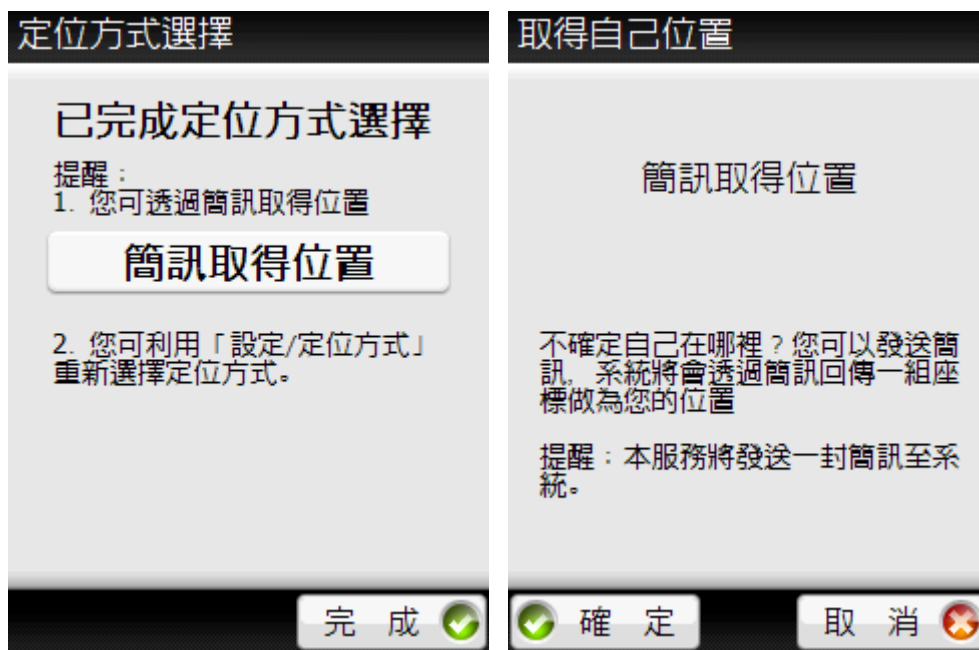 定位方式選擇
已完成定位方式選擇
提醒：
1. 您可透過簡訊取得位置
簡訊取得位置
2. 您可利用「設定/定位方式」
重新選擇定位方式。
完 成
取得自己位置
簡訊取得位置
不確定自己在哪裡？您可以發送簡
訊，系統將會透過簡訊回傳一組座
標做為您的位置
提醒：本服務將發送一封簡訊至系
統。
確 定
取 消